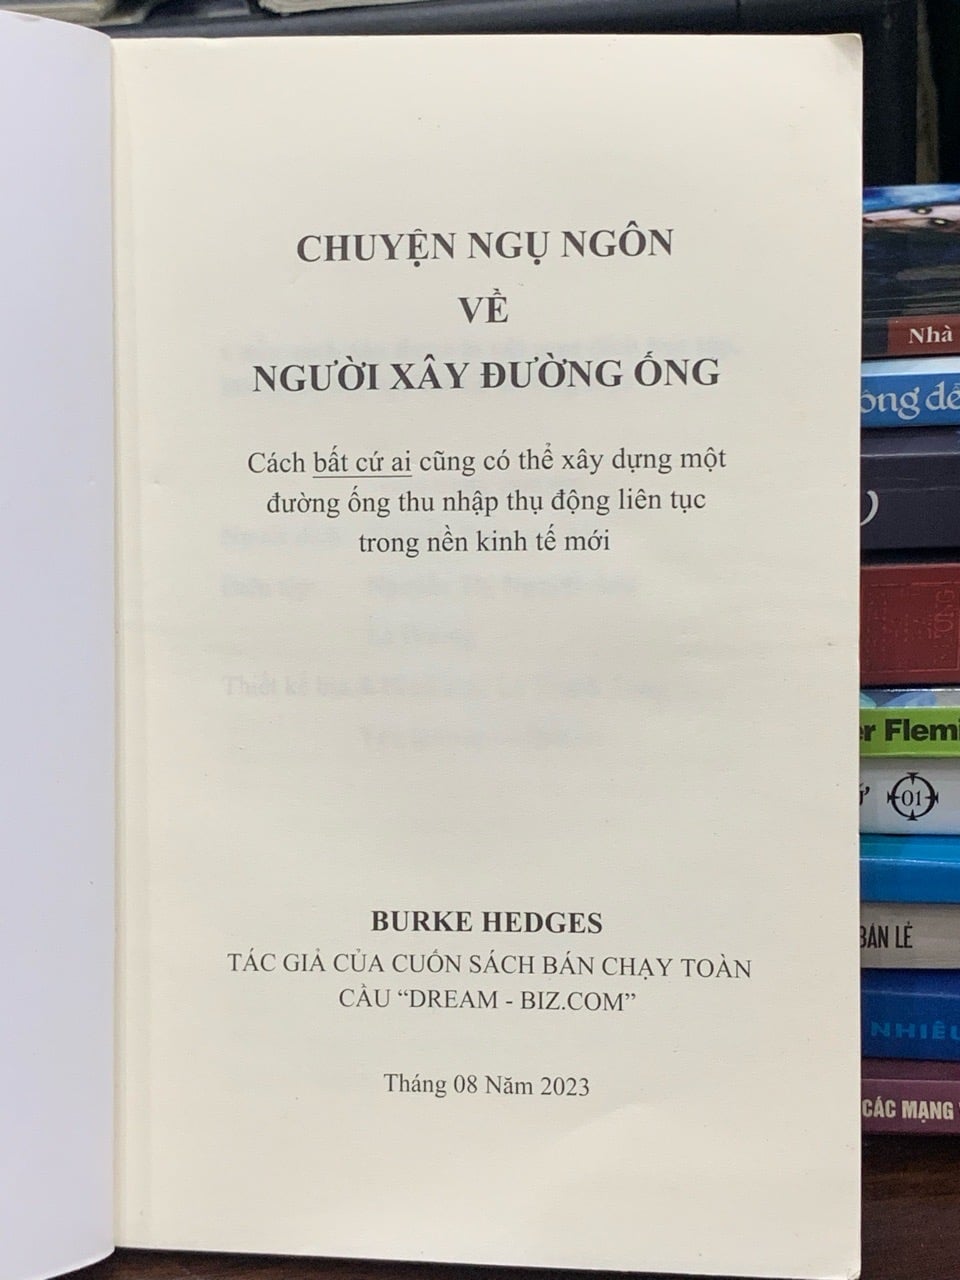 CHUYỆN NGỤ NGÔN
VỀ
NGƯỜI XÂY ĐƯỜNG ỐNG
Cách bất cứ ai cũng có thể xây dựng một
đường ống thu nhập thụ động liên tục
trong nền kinh tế mới
BURKE HEDGES
TÁC GIẢ CỦA CUỐN SÁCH BÁN CHẠY TOÀN
CẦU “DREAM - BIZ.COM”
Tháng 08 Năm 2023
Nhà
ông dễ
er Flemi
01
BÁN LẺ
NHIÊU
CÁC MẠNG